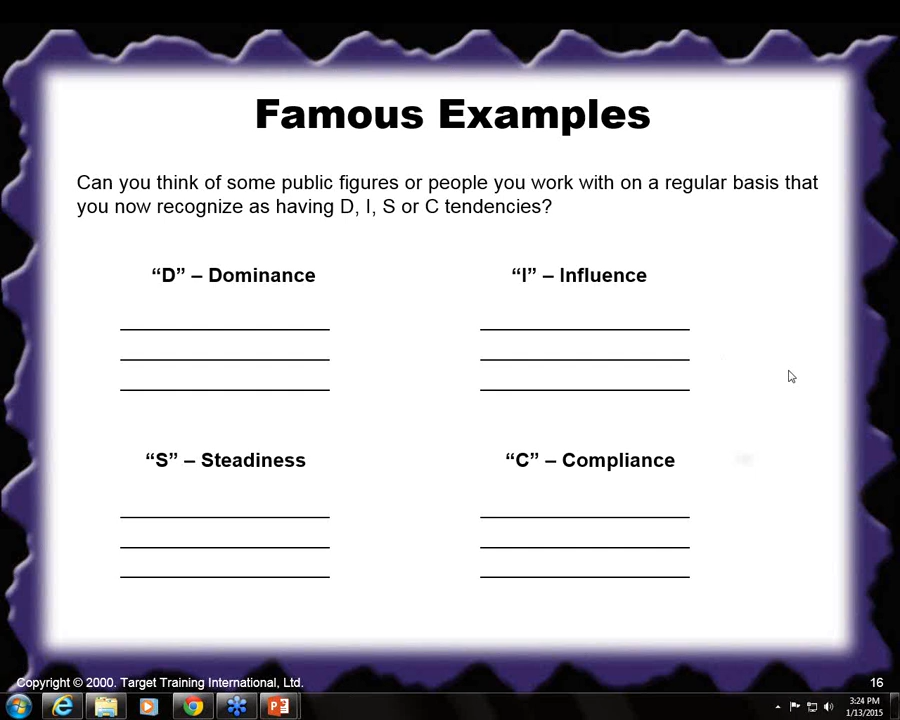 Famous Examples
Can you think of some public figures or people you work with on a regular basis that
you now recognize as having D, I, S or C tendencies?
“D” – Dominance
“I” – Influence
“S” – Steadiness
“C” – Compliance
Copyright © 2000. Target Training International, Ltd.
16
3:24 PM
1/13/2015